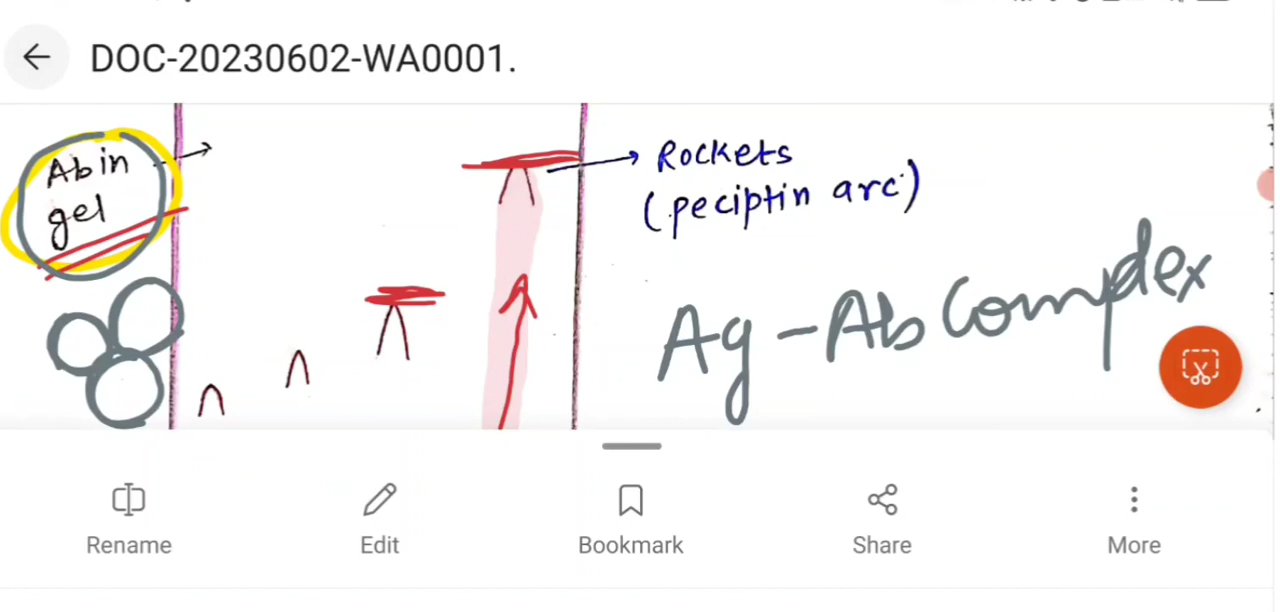 DOC-20230602-WA0001.
Ab in
gel
Rockets
(peciptin arc)
Ag-Ab Complex
Rename
Edit
Bookmark
Share
More